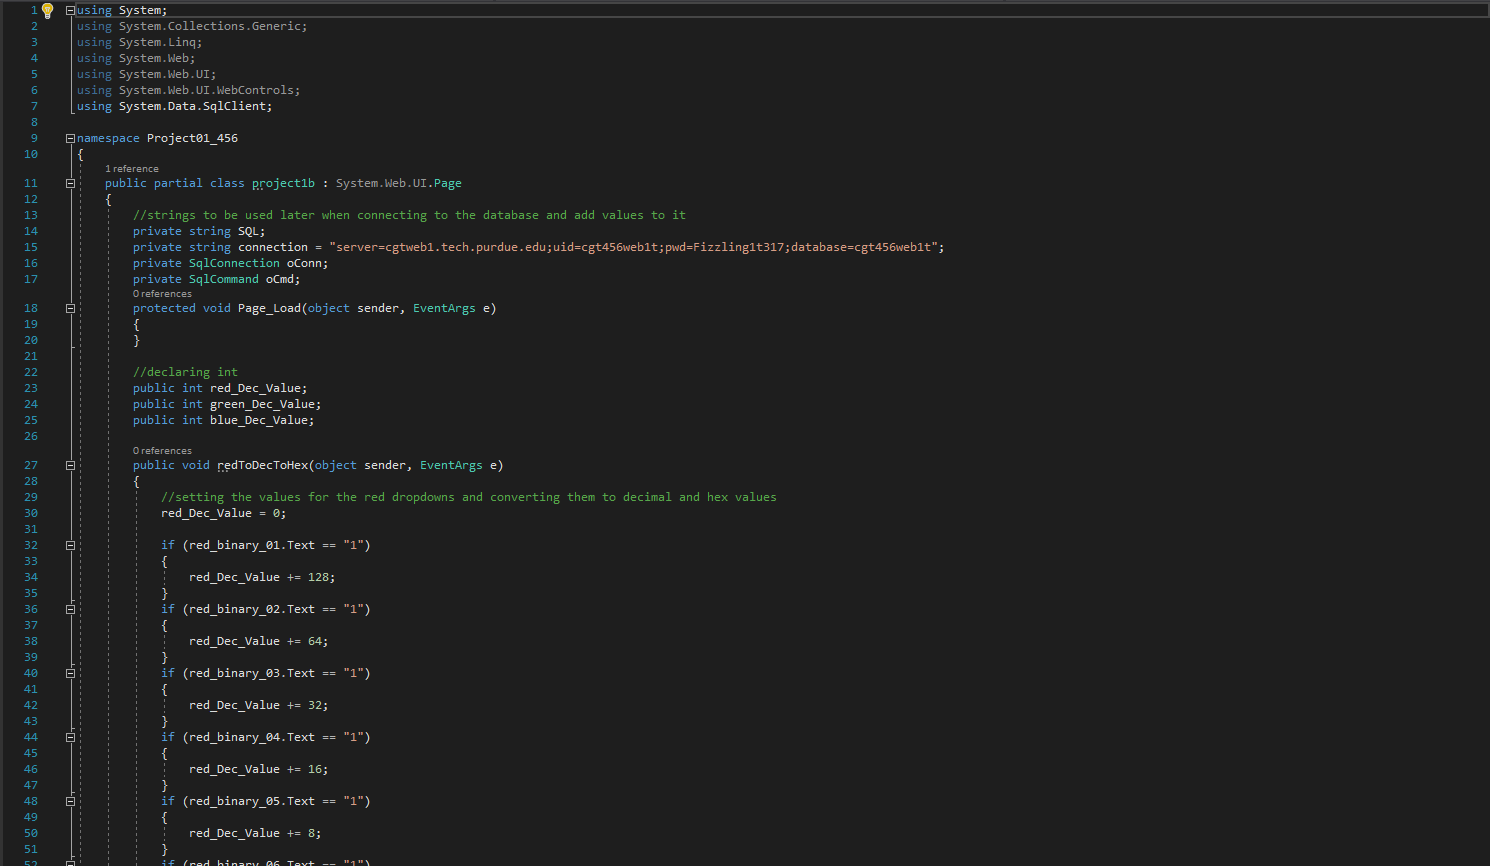 1 using System;
2 using System.Collections.Generic;
3 using System.Linq;
4 using System.Web;
5 using System.Web.UI;
6 using System.Web.UI.WebControls;
7 using System.Data.SqlClient;
8
9 namespace Project01_456
10 {
1 reference
11 public partial class project1b : System.Web.UI.Page
12 {
13 //strings to be used later when connecting to the database and add values to it
14 private string SQL;
15 private string connection = "server=cgtweb1.tech.purdue.edu;uid=cgt456web1t;pwd=Fizzling1t317;database=cgt456web1t";
16 private SqlConnection oConn;
17 private SqlCommand oCmd;
0 references
18 protected void Page_Load(object sender, EventArgs e)
19 {
20 }
21
22 //declaring int
23 public int red_Dec_Value;
24 public int green_Dec_Value;
25 public int blue_Dec_Value;
26
0 references
27 public void redToDecToHex(object sender, EventArgs e)
28 {
29 //setting the values for the red dropdowns and converting them to decimal and hex values
30 red_Dec_Value = 0;
31
32 if (red_binary_01.Text == "1")
33 {
34 red_Dec_Value += 128;
35 }
36 if (red_binary_02.Text == "1")
37 {
38 red_Dec_Value += 64;
39 }
40 if (red_binary_03.Text == "1")
41 {
42 red_Dec_Value += 32;
43 }
44 if (red_binary_04.Text == "1")
45 {
46 red_Dec_Value += 16;
47 }
48 if (red_binary_05.Text == "1")
49 {
50 red_Dec_Value += 8;
51 }
52 if (red_binary_06.Text == "1")